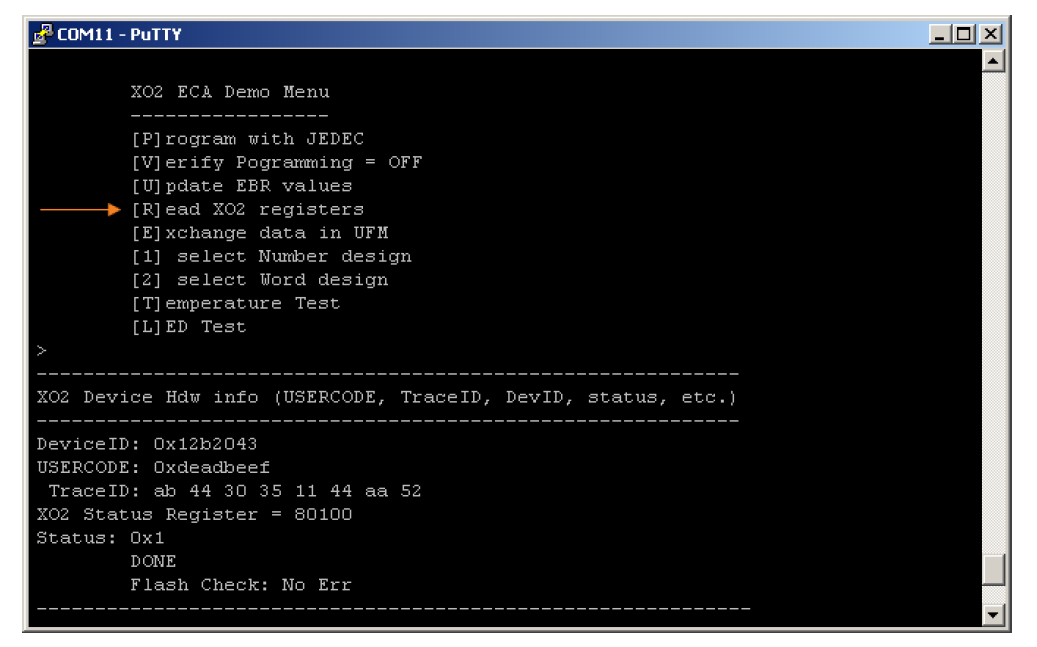 COM11 - PuTTY
XO2 ECA Demo Menu
-----------------
[P]rogram with JEDEC
[V]erify Pogramming = OFF
[U]pdate EBR values
[R]ead XO2 registers
[E]xchange data in UFM
[1] select Number design
[2] select Word design
[T]emperature Test
[L]ED Test
>
------------------------------------------------------------
XO2 Device Hdw info (USERCODE, TraceID, DevID, status, etc.)
------------------------------------------------------------
DeviceID: 0x12b2043
USERCODE: 0xdeadbeef
TraceID: ab 44 30 35 11 44 aa 52
XO2 Status Register = 80100
Status: 0x1
DONE
Flash Check: No Err
-------------------------------------------------------------